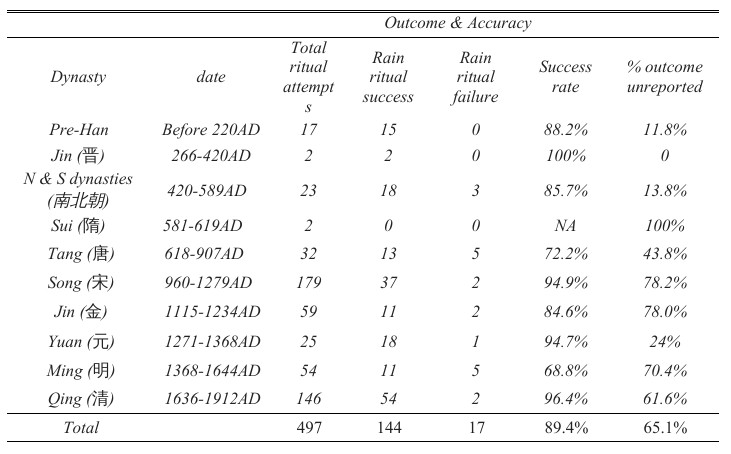 Outcome & Accuracy
Dynasty date Total ritual attempt s Rain ritual success Rain ritual failure Success rate % outcome unreported
Pre-Han Before 220AD 17 15 0 88.2% 11.8%
Jin (晋) 266-420AD 2 2 0 100% 0
N & S dynasties (南北朝) 420-589AD 23 18 3 85.7% 13.8%
Sui (隋) 581-619AD 2 0 0 NA 100%
Tang (唐) 618-907AD 32 13 5 72.2% 43.8%
Song (宋) 960-1279AD 179 37 2 94.9% 78.2%
Jin (金) 1115-1234AD 59 11 2 84.6% 78.0%
Yuan (元) 1271-1368AD 25 18 1 94.7% 24%
Ming (明) 1368-1644AD 54 11 5 68.8% 70.4%
Qing (清) 1636-1912AD 146 54 2 96.4% 61.6%
Total 497 144 17 89.4% 65.1%